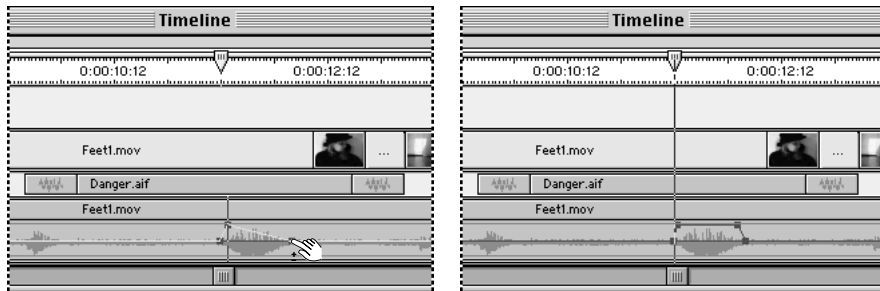 Timeline
0:00:10:12 0:00:12:12
Feet1.mov ...
Danger.aif
Feet1.mov
Timeline
0:00:10:12 0:00:12:12
Feet1.mov ...
Danger.aif
Feet1.mov